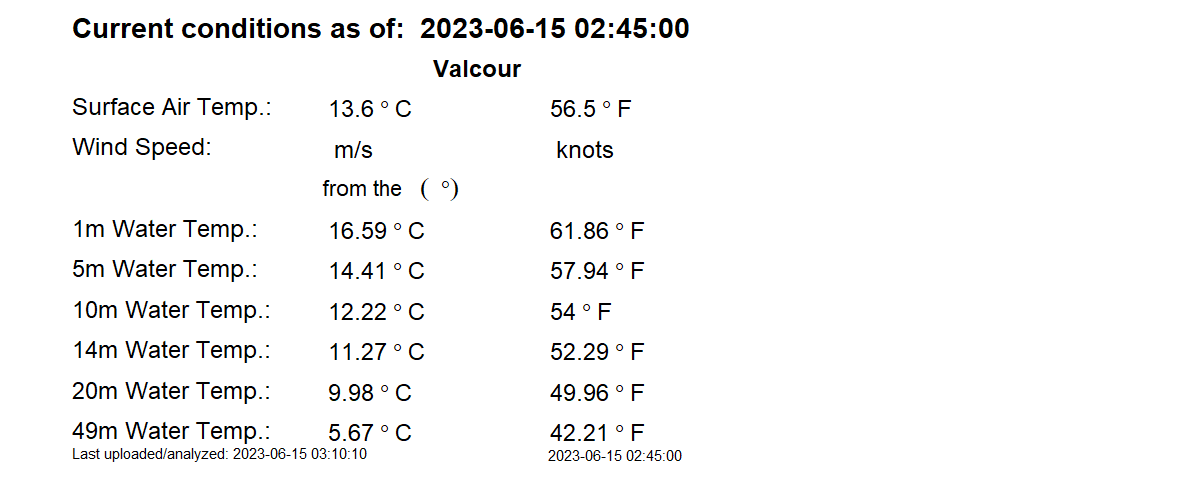 Current conditions as of: 2023-06-15 02:45:00
Valcour
Surface Air Temp.: 13.6 ° C 56.5 ° F
Wind Speed: m/s knots
from the ( °)
1m Water Temp.: 16.59 ° C 61.86 ° F
5m Water Temp.: 14.41 ° C 57.94 ° F
10m Water Temp.: 12.22 ° C 54 ° F
14m Water Temp.: 11.27 ° C 52.29 ° F
20m Water Temp.: 9.98 ° C 49.96 ° F
49m Water Temp.: 5.67 ° C 42.21 ° F
Last uploaded/analyzed: 2023-06-15 03:10:10 2023-06-15 02:45:00